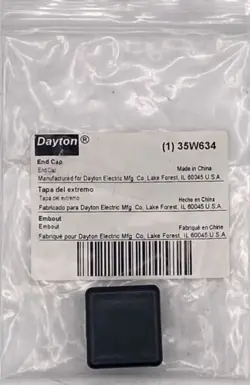 Dayton ® (1) 35W634
End Cap
End Cap Made in China
Manufactured for Dayton Electric Mfg. Co, Lake Forest, IL 60045 U.S.A.
Tapa del extremo
Tapa del extremo Hecho en China
Fabricado para Dayton Electric Mfg. Co, Lake Forest, IL 60045 U.S.A.
Embout
Embout Fabriqué en Chine
Fabriqué pour Dayton Electric Mfg. Co, Lake Forest, IL 60045 U.S.A.